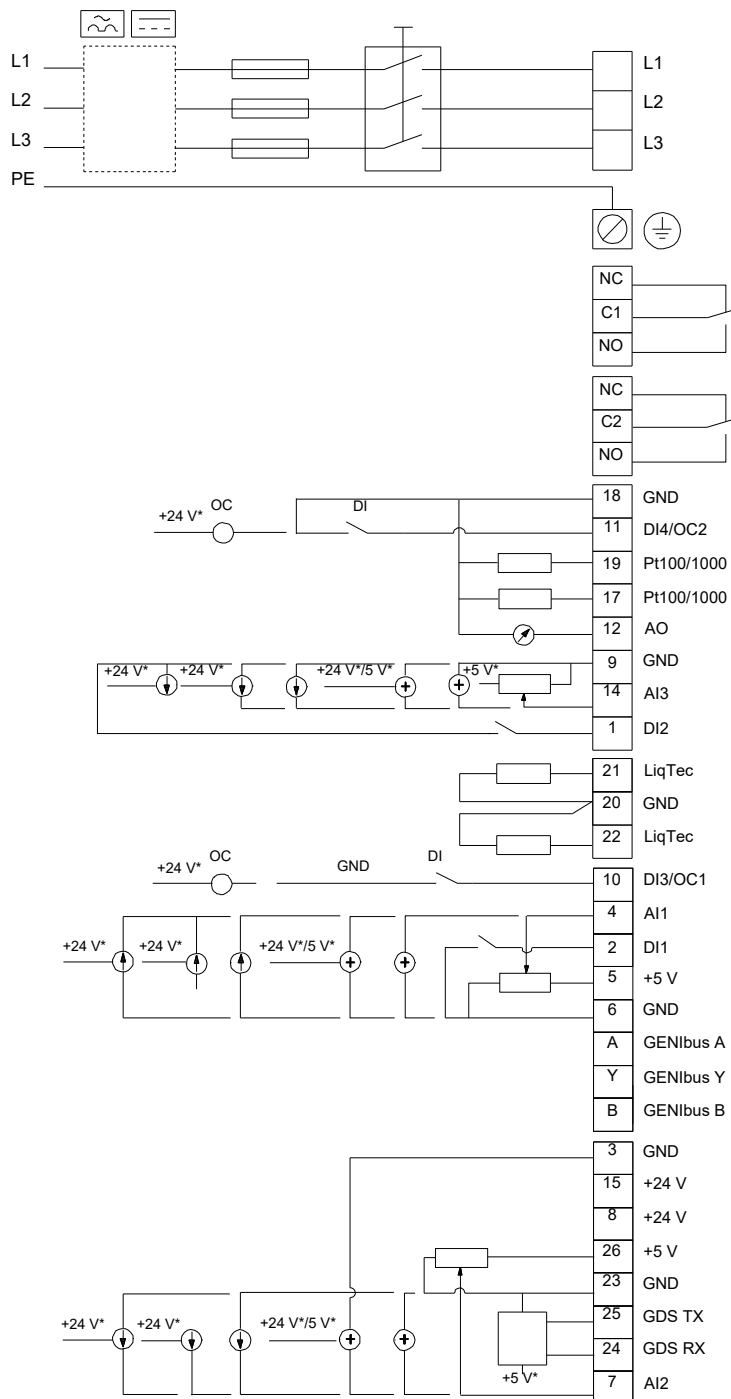 L1 L1
L2 L2
L3 L3
PE
NC
C1
NO
NC
C2
NO
18 GND
+24 V* OC DI 11 DI4/OC2
19 Pt100/1000
17 Pt100/1000
12 AO
9 GND
+24 V* +24 V* +24 V*/5 V* +5 V*
14 AI3
1 DI2
21 LiqTec
20 GND
22 LiqTec
+24 V* OC GND DI 10 DI3/OC1
4 AI1
+24 V* +24 V* +24 V*/5 V* 2 DI1
5 +5 V
6 GND
A GENIbus A
Y GENIbus Y
B GENIbus B
3 GND
15 +24 V
8 +24 V
26 +5 V
23 GND
25 GDS TX
+24 V* +24 V* +24 V*/5 V*
24 GDS RX
+5 V* 7 AI2